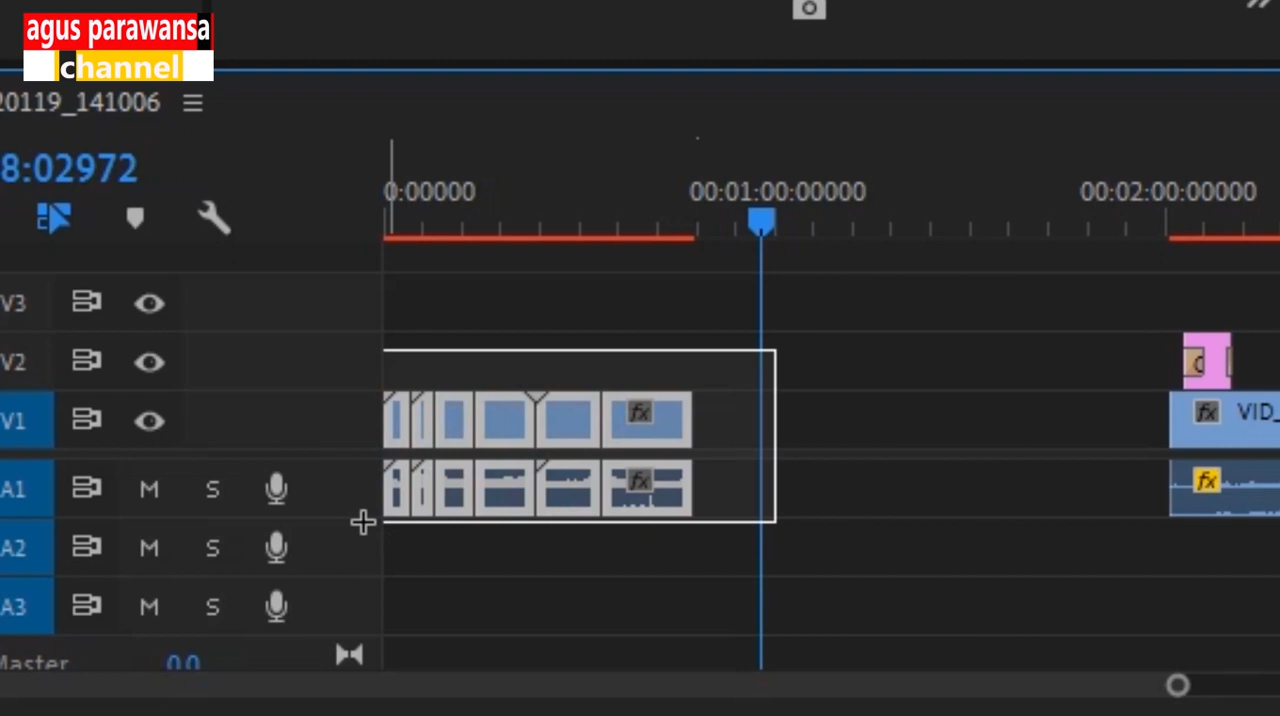 agus parawansa
channel
20119_141006
8:02972
0:00000
00:01:00:00000
00:02:00:00000
V3
V2
V1
fx
fx
VID_
A1
M
S
fx
fx
A2
M
S
A3
M
S
Master
0.0